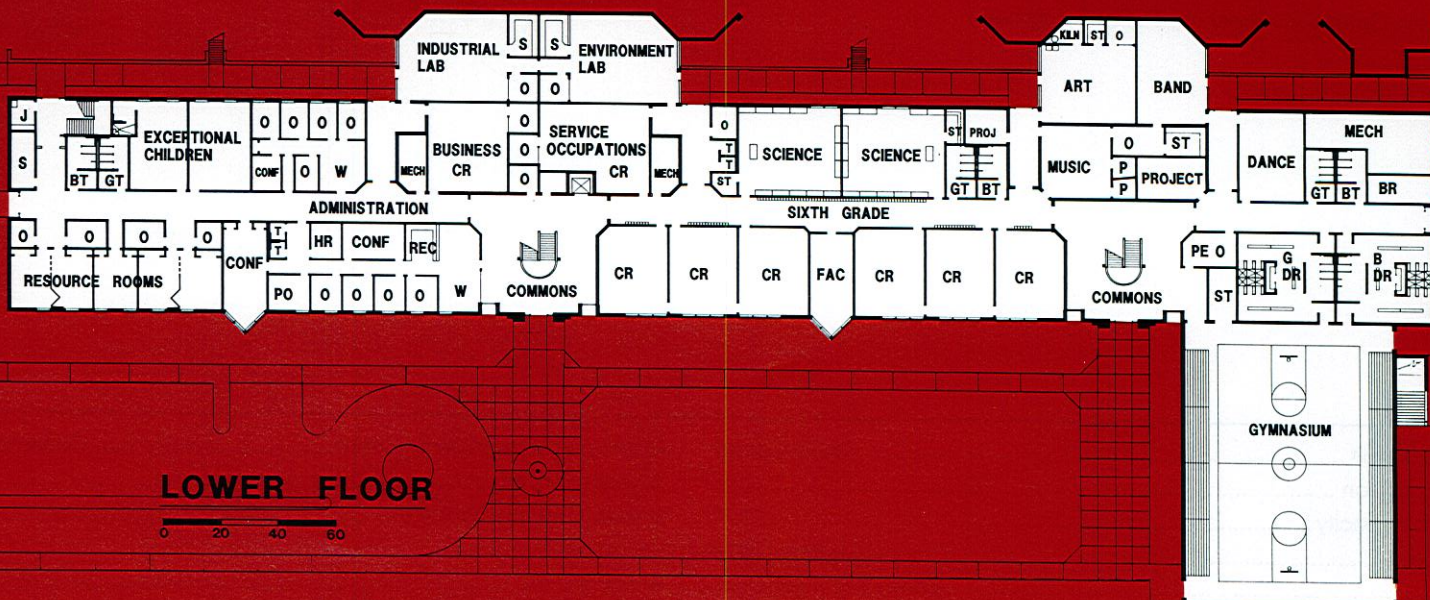 KILN ST O
INDUSTRIAL
LAB
S S
ENVIRONMENT
LAB
ART
BAND
O O
J
EXCEPTIONAL
CHILDREN
O O O O
O
SERVICE
OCCUPATIONS
CR
O
ST
PROJ
MECH
S
BUSINESS
CR
O
T
T
SCIENCE
SCIENCE
O
ST
MUSIC
DANCE
BT GT
CONF
O
W
MECH
O
MECH
ST
GT BT
P
P
PROJECT
GT BT
BR
ADMINISTRATION
SIXTH GRADE
O O O O
CONF
T
T
HR
CONF
REC
COMMONS
CR CR CR FAC CR CR CR
COMMONS
PE O
G
DR
B
DR
RESOURCE ROOMS
PO
O O O O
W
ST
GYMNASIUM
LOWER FLOOR
0 20 40 60